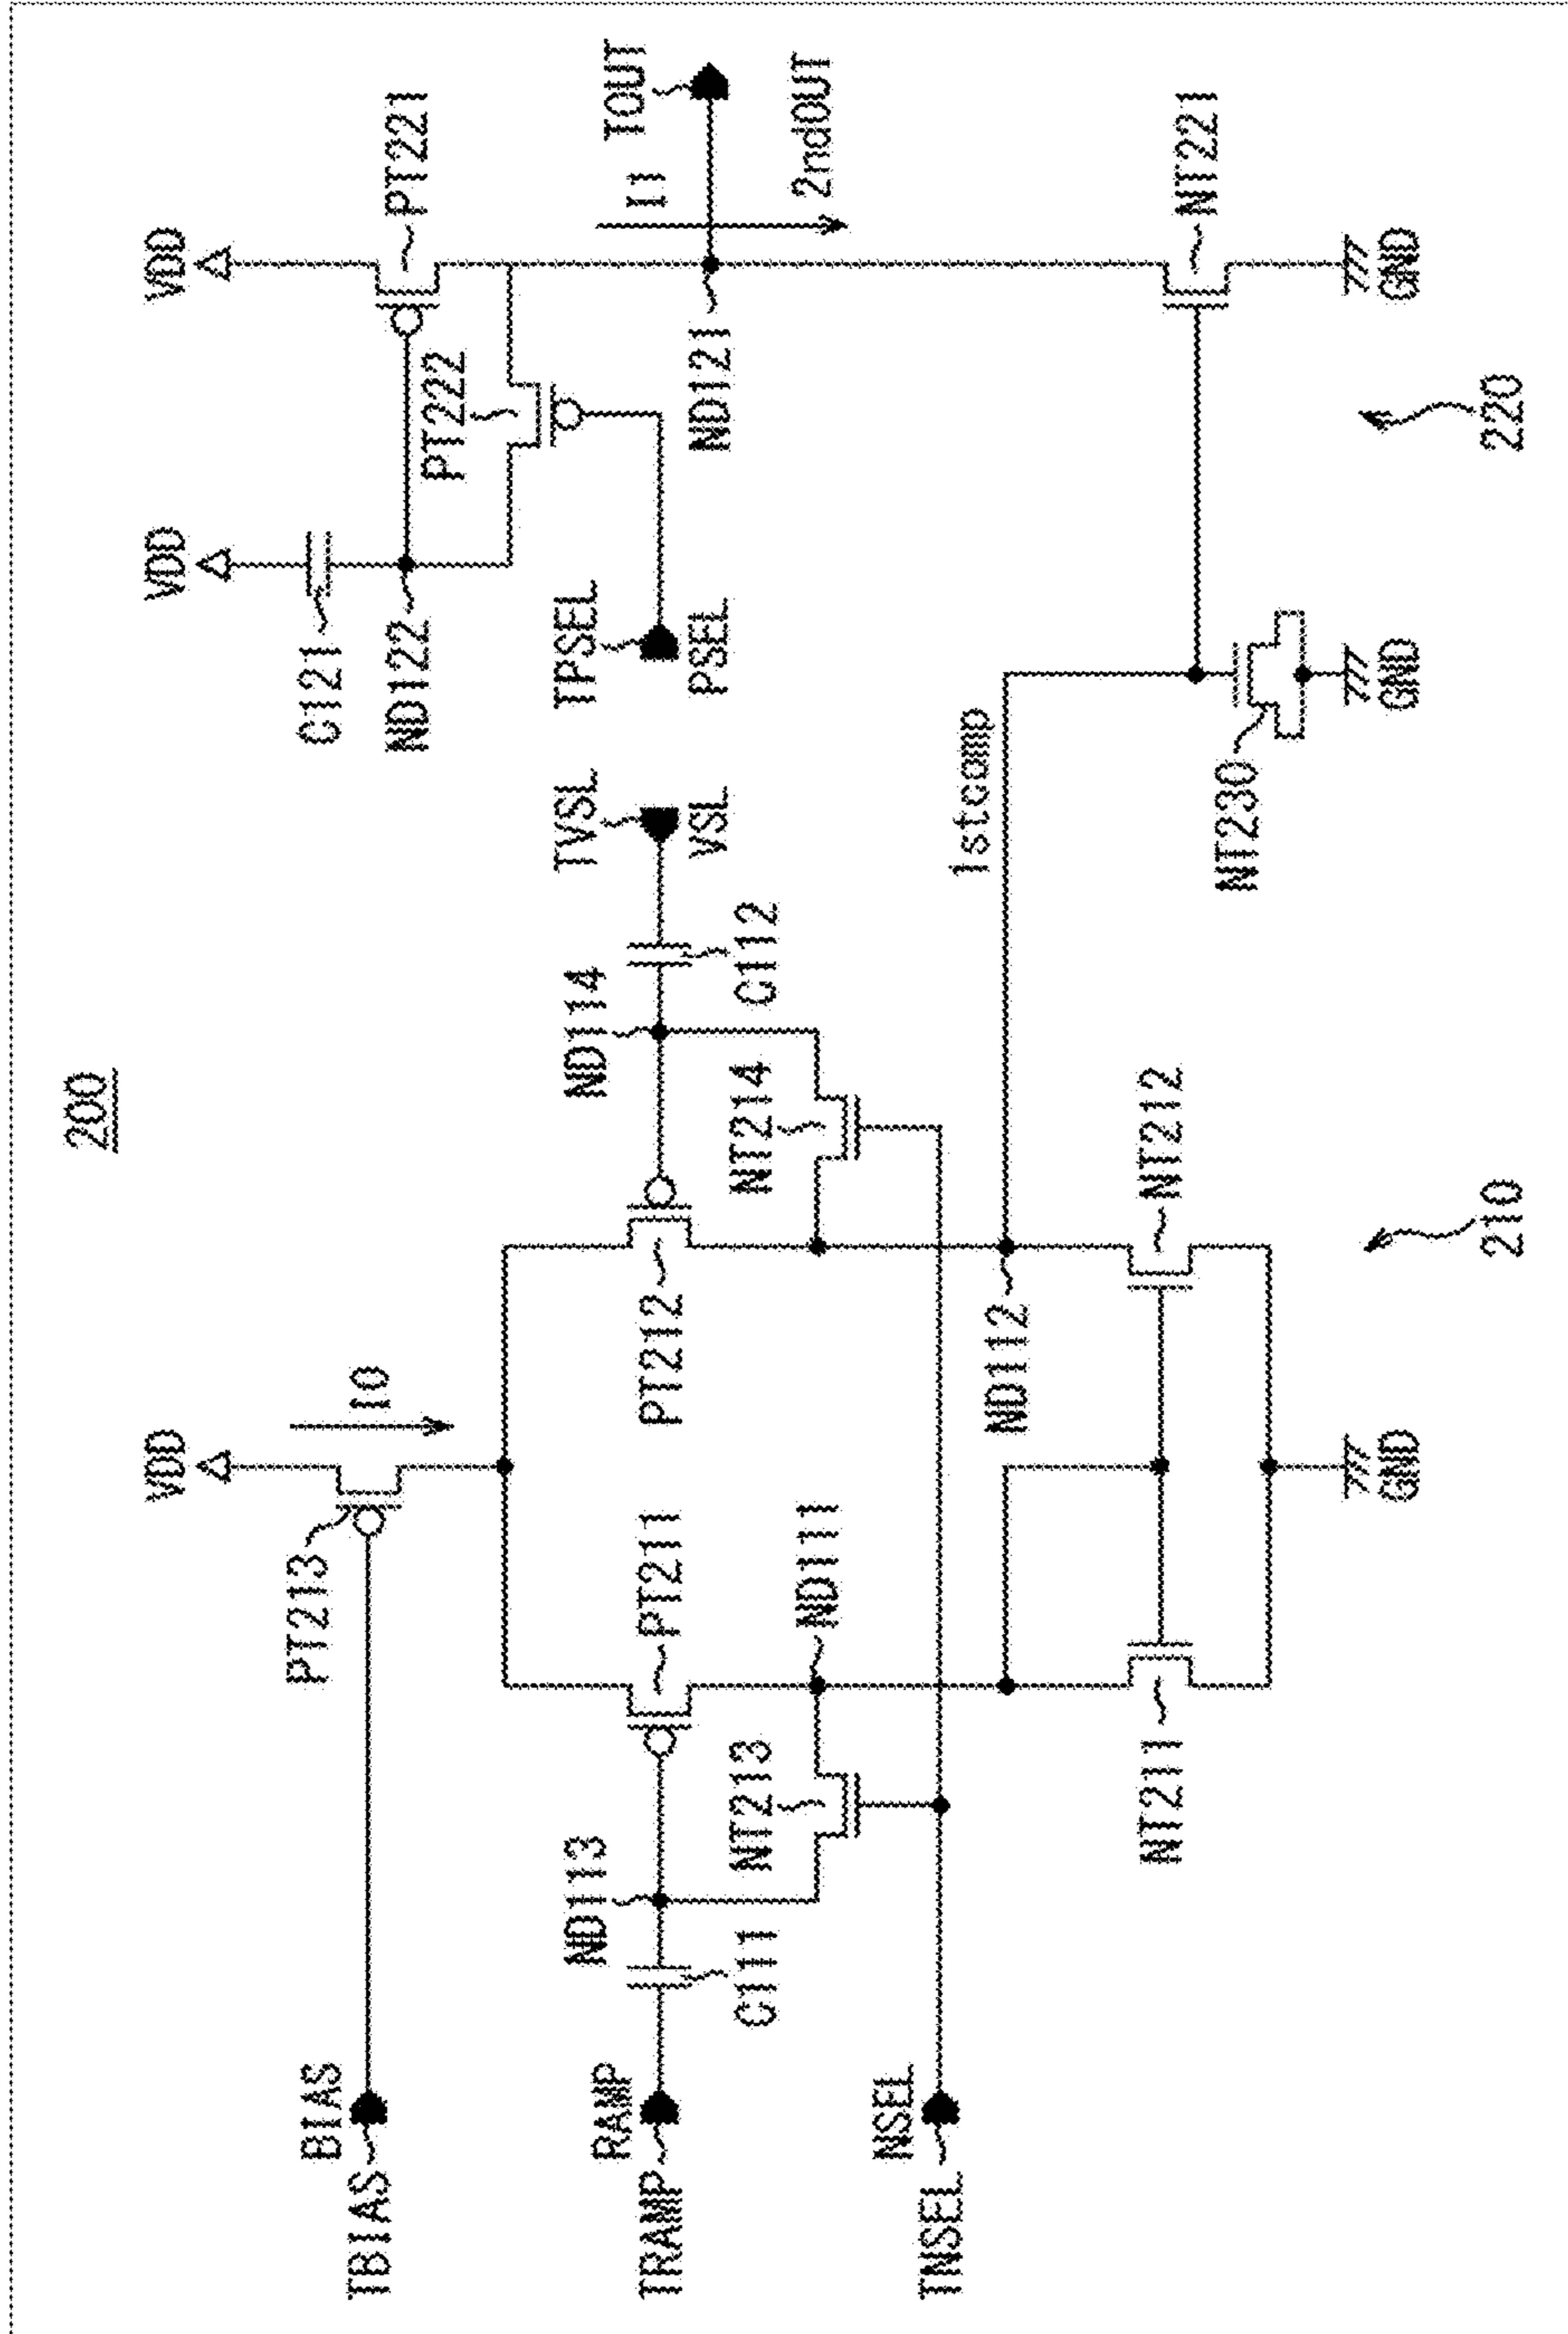 200
VDD
VDD
VDD
BIAS
TBIAS
PT213
I0
C121
ND122
PT222
PT221
RAMP
TRAMP
C111
ND113
PT211
PT212
ND114
C112
TVSL
VSL
TPSEL
PSEL
I1
TOUT
2ndOUT
ND121
NT213
ND111
NT214
NSEL
TNSEL
ND112
1stcomp
NT211
NT212
NT230
NT221
GND
GND
GND
210
220